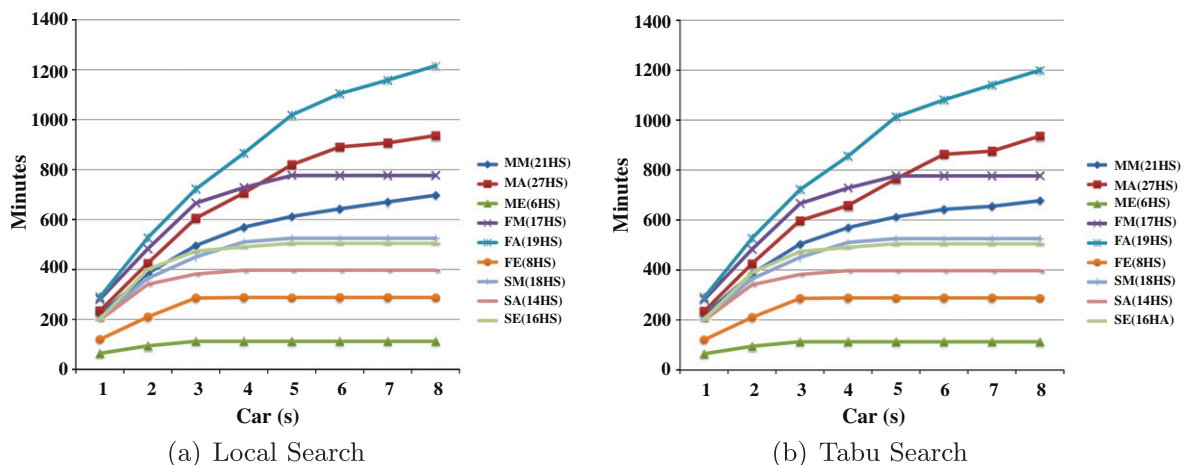 1400
1200
1000
800
600
400
200
0
Minutes
1 2 3 4 5 6 7 8
Car (s)
MM(21HS)
MA(27HS)
ME(6HS)
FM(17HS)
FA(19HS)
FE(8HS)
SM(18HS)
SA(14HS)
SE(16HS)
(a) Local Search
1400
1200
1000
800
600
400
200
0
Minutes
1 2 3 4 5 6 7 8
Car (s)
MM(21HS)
MA(27HS)
ME(6HS)
FM(17HS)
FA(19HS)
FE(8HS)
SM(18HS)
SA(14HS)
SE(16HA)
(b) Tabu Search